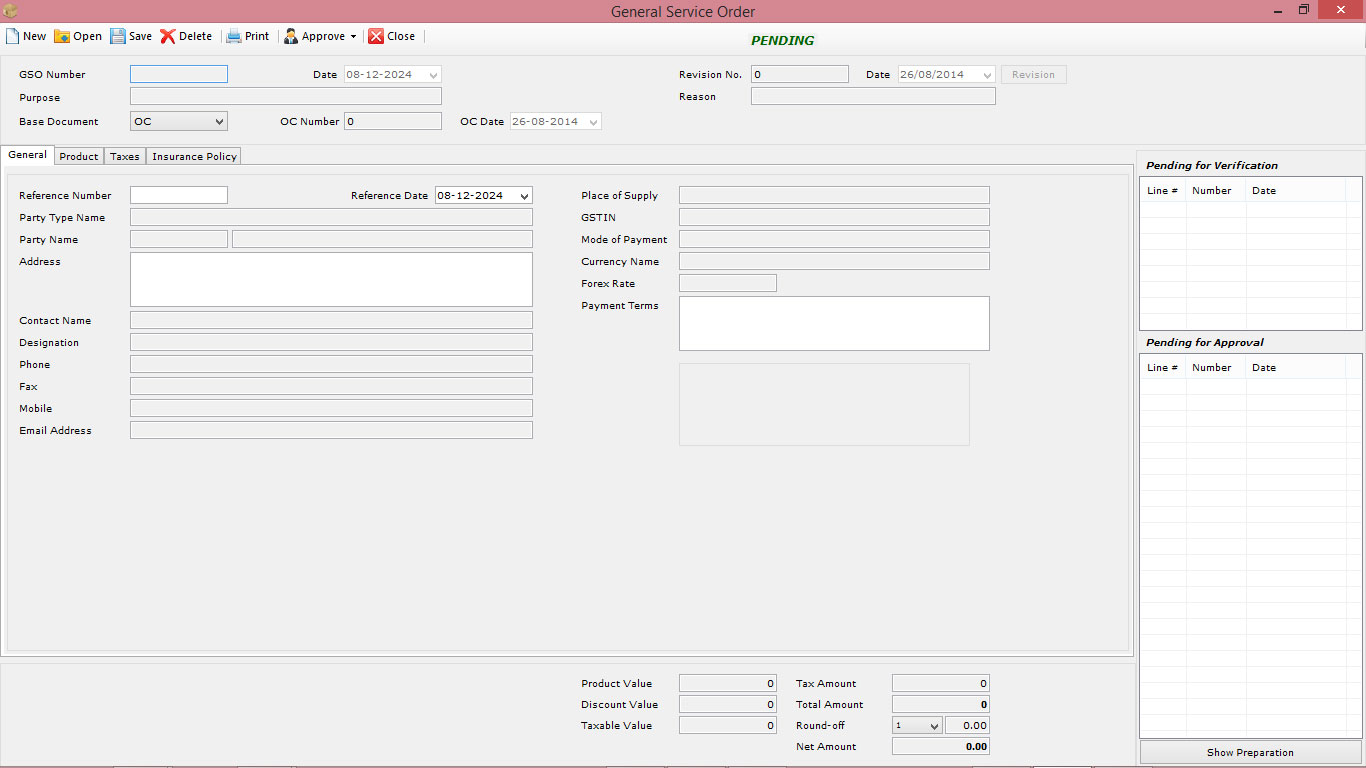 General Service Order
New Open Save Delete Print Approve Close
PENDING
GSO Number Date 08-12-2024 Revision No. 0 Date 26/08/2014 Revision
Purpose Reason
Base Document OC OC Number 0 OC Date 26-08-2014
General Product Taxes Insurance Policy
Reference Number Reference Date 08-12-2024 Place of Supply
Party Type Name GSTIN
Party Name Mode of Payment
Address Currency Name
Forex Rate
Payment Terms
Contact Name
Designation
Phone
Fax
Mobile
Email Address
Pending for Verification
Line # Number Date
Pending for Approval
Line # Number Date
Product Value 0 Tax Amount 0
Discount Value 0 Total Amount 0
Taxable Value 0 Round-off 1 0.00
Net Amount 0.00
Show Preparation